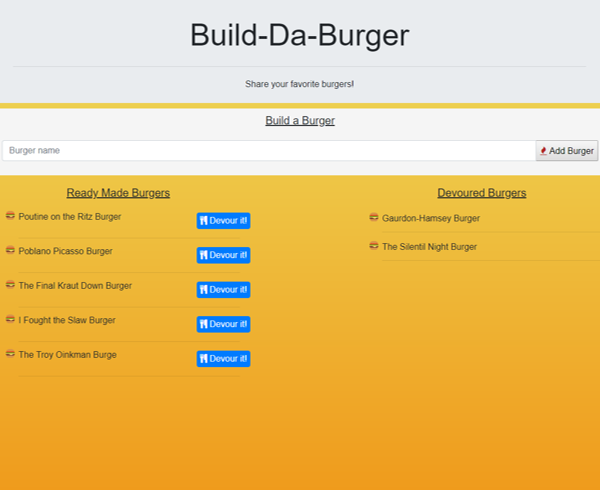 Build-Da-Burger
Share your favorite burgers!
Build a Burger
Burger name
Add Burger
Ready Made Burgers
Poutine on the Ritz Burger Devour it!
Poblano Picasso Burger Devour it!
The Final Kraut Down Burger Devour it!
I Fought the Slaw Burger Devour it!
The Troy Oinkman Burge Devour it!
Devoured Burgers
Gaurdon-Hamsey Burger
The Silentil Night Burger